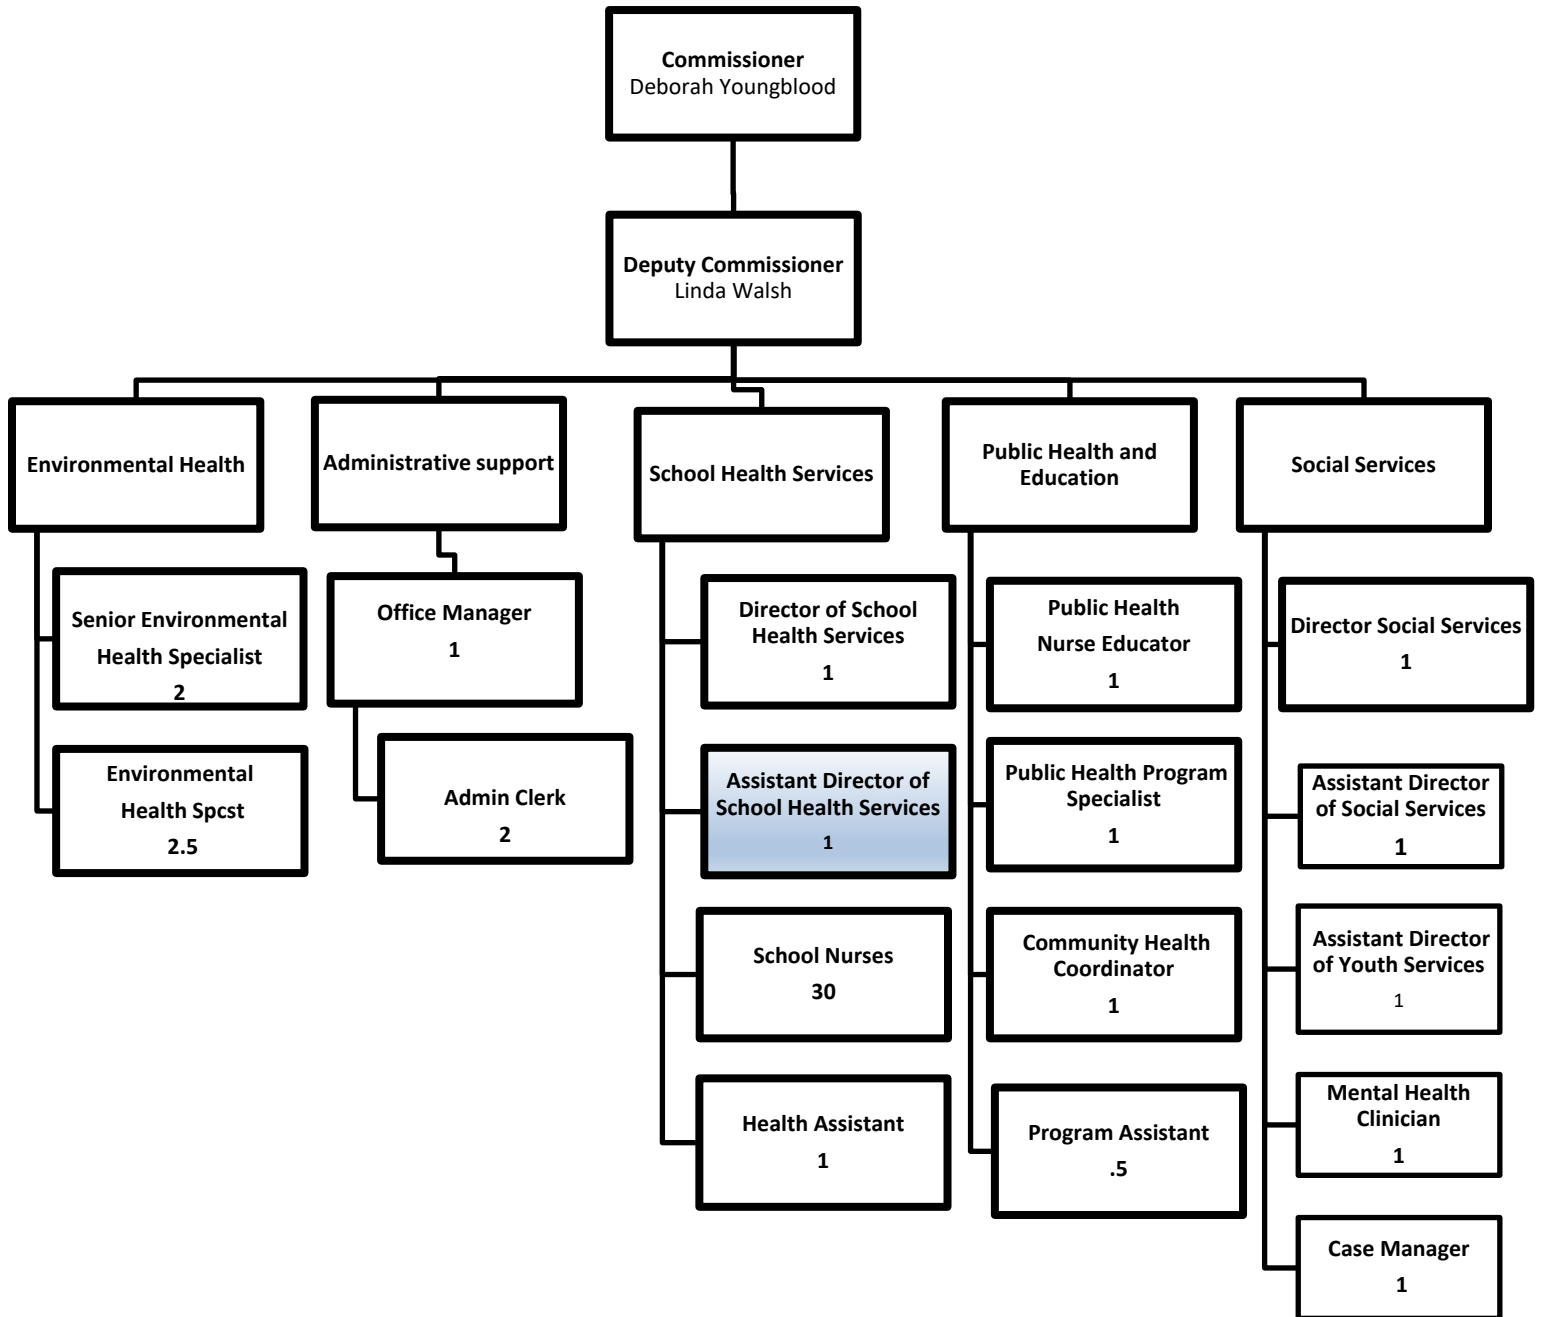 Commissioner
Deborah Youngblood
Deputy Commissioner
Linda Walsh
Environmental Health
Senior Environmental
Health Specialist
2
Environmental
Health Spcst
2.5
Administrative support
Office Manager
1
Admin Clerk
2
School Health Services
Director of School
Health Services
1
Assistant Director of
School Health Services
1
School Nurses
30
Health Assistant
1
Public Health and
Education
Public Health
Nurse Educator
1
Public Health Program
Specialist
1
Community Health
Coordinator
1
Program Assistant
.5
Social Services
Director Social Services
1
Assistant Director
of Social Services
1
Assistant Director
of Youth Services
1
Mental Health
Clinician
1
Case Manager
1